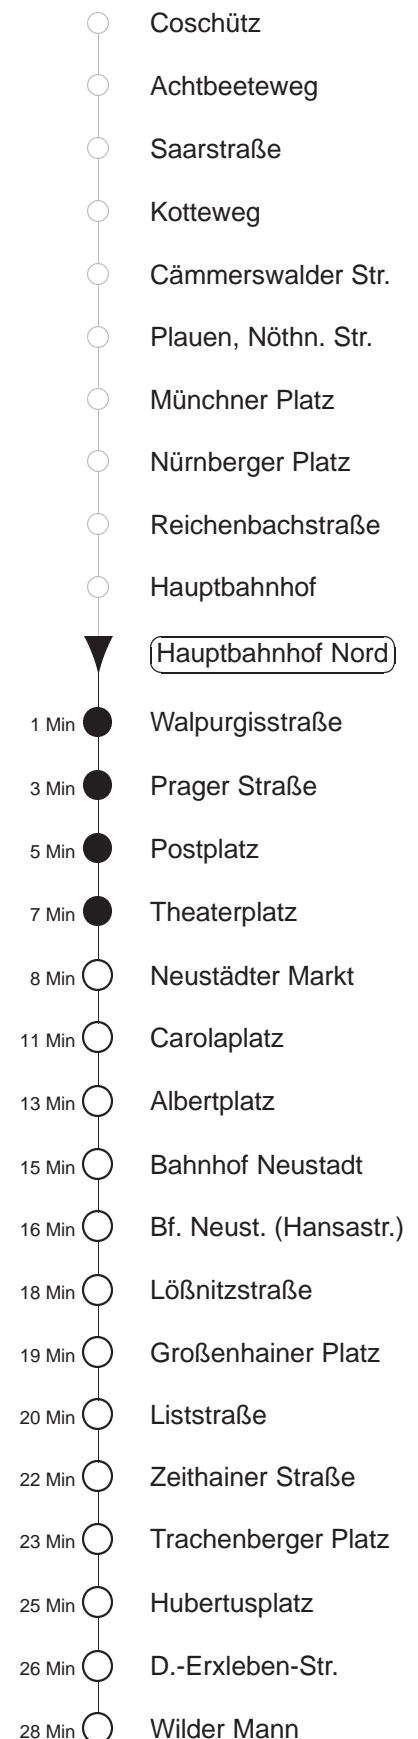 Coschütz
Achtbeeteweg
Saarstraße
Kotteweg
Cämmerswalder Str.
Plauen, Nöthn. Str.
Münchner Platz
Nürnberger Platz
Reichenbachstraße
Hauptbahnhof
Hauptbahnhof Nord
1 Min Walpurgisstraße
3 Min Prager Straße
5 Min Postplatz
7 Min Theaterplatz
8 Min Neustädter Markt
11 Min Carolaplatz
13 Min Albertplatz
15 Min Bahnhof Neustadt
16 Min Bf. Neust. (Hansastr.)
18 Min Lößnitzstraße
19 Min Großenhainer Platz
20 Min Liststraße
22 Min Zeithainer Straße
23 Min Trachenberger Platz
25 Min Hubertusplatz
26 Min D.-Erxleben-Str.
28 Min Wilder Mann